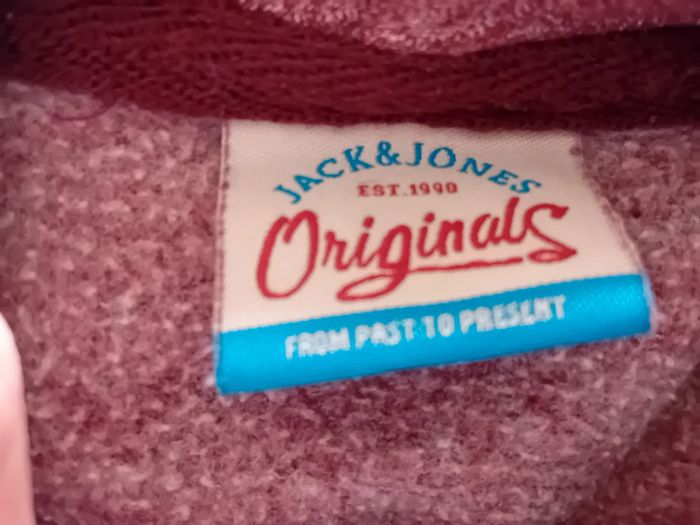 JACK&JONES
EST.1990
Originals
FROM PAST TO PRESENT